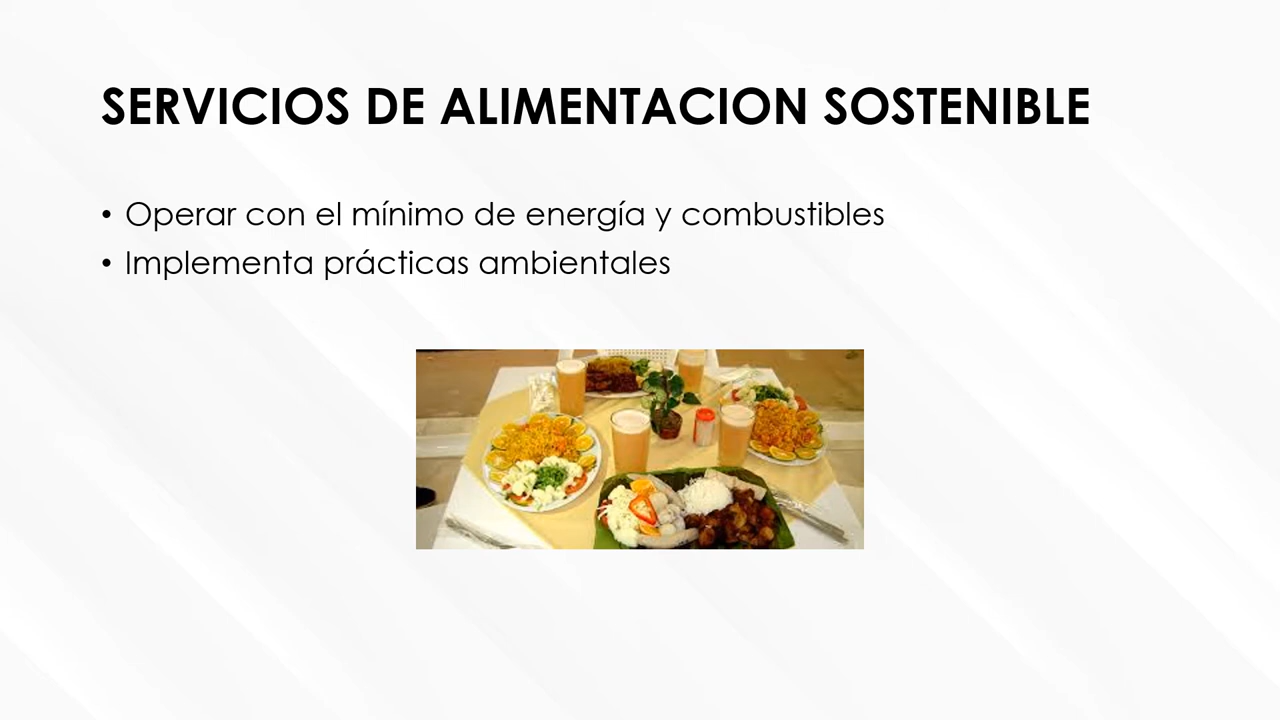 SERVICIOS DE ALIMENTACION SOSTENIBLE
• Operar con el mínimo de energía y combustibles
• Implementa prácticas ambientales